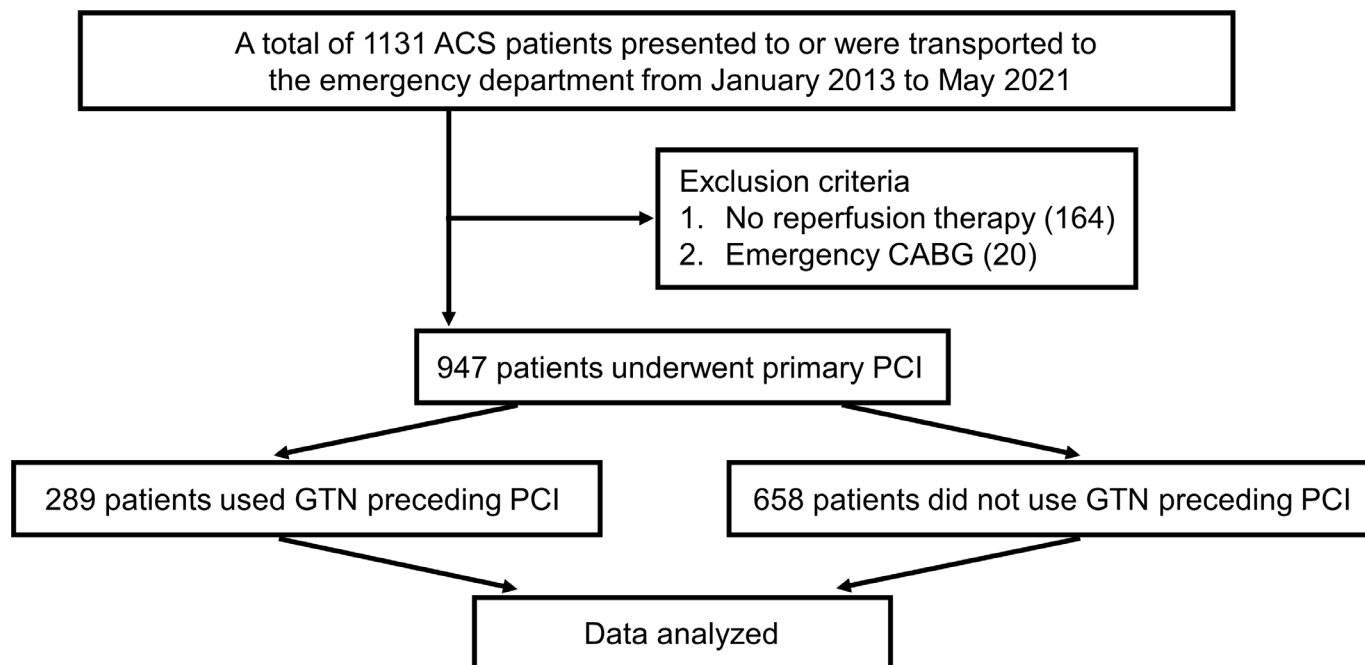 A total of 1131 ACS patients presented to or were transported to
the emergency department from January 2013 to May 2021
Exclusion criteria
1. No reperfusion therapy (164)
2. Emergency CABG (20)
947 patients underwent primary PCI
289 patients used GTN preceding PCI
658 patients did not use GTN preceding PCI
Data analyzed